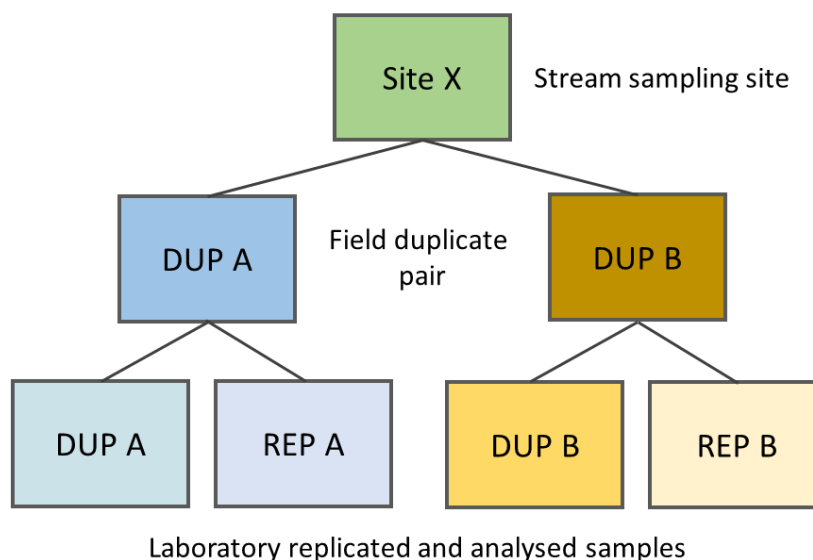 Site X
Stream sampling site
DUP A
Field duplicate
pair
DUP B
DUP A
REP A
DUP B
REP B
Laboratory replicated and analysed samples